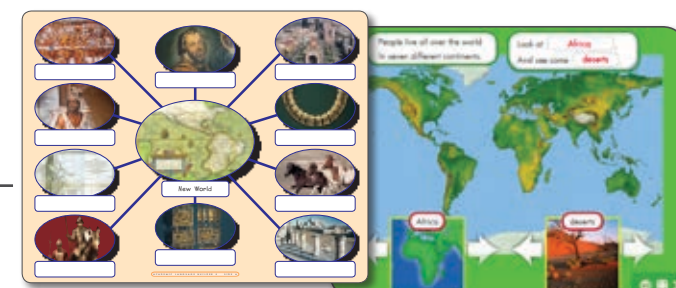 New World
People live all over the world
in seven different continents.
Look at Africa
And see some deserts
Africa
deserts